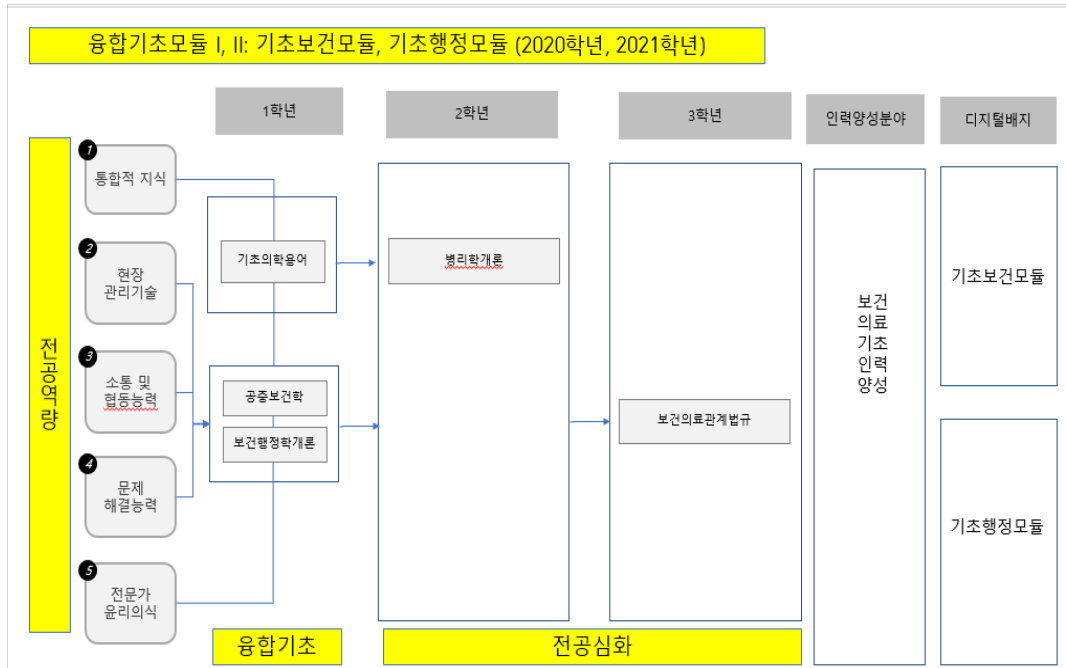 융합기초모듈 I, II: 기초보건모듈, 기초행정모듈 (2020학년, 2021학년)
1학년
2학년
3학년
인력양성분야
디지털배지
전공역량
1
통합적 지식
2
현장
관리기술
3
소통 및
협동능력
4
문제
해결능력
5
전문가
윤리의식
기초의학용어
공중보건학
보건행정학개론
병리학개론
보건의료관계법규
보건
의료
기초
인력
양성
기초보건모듈
기초행정모듈
융합기초
전공심화